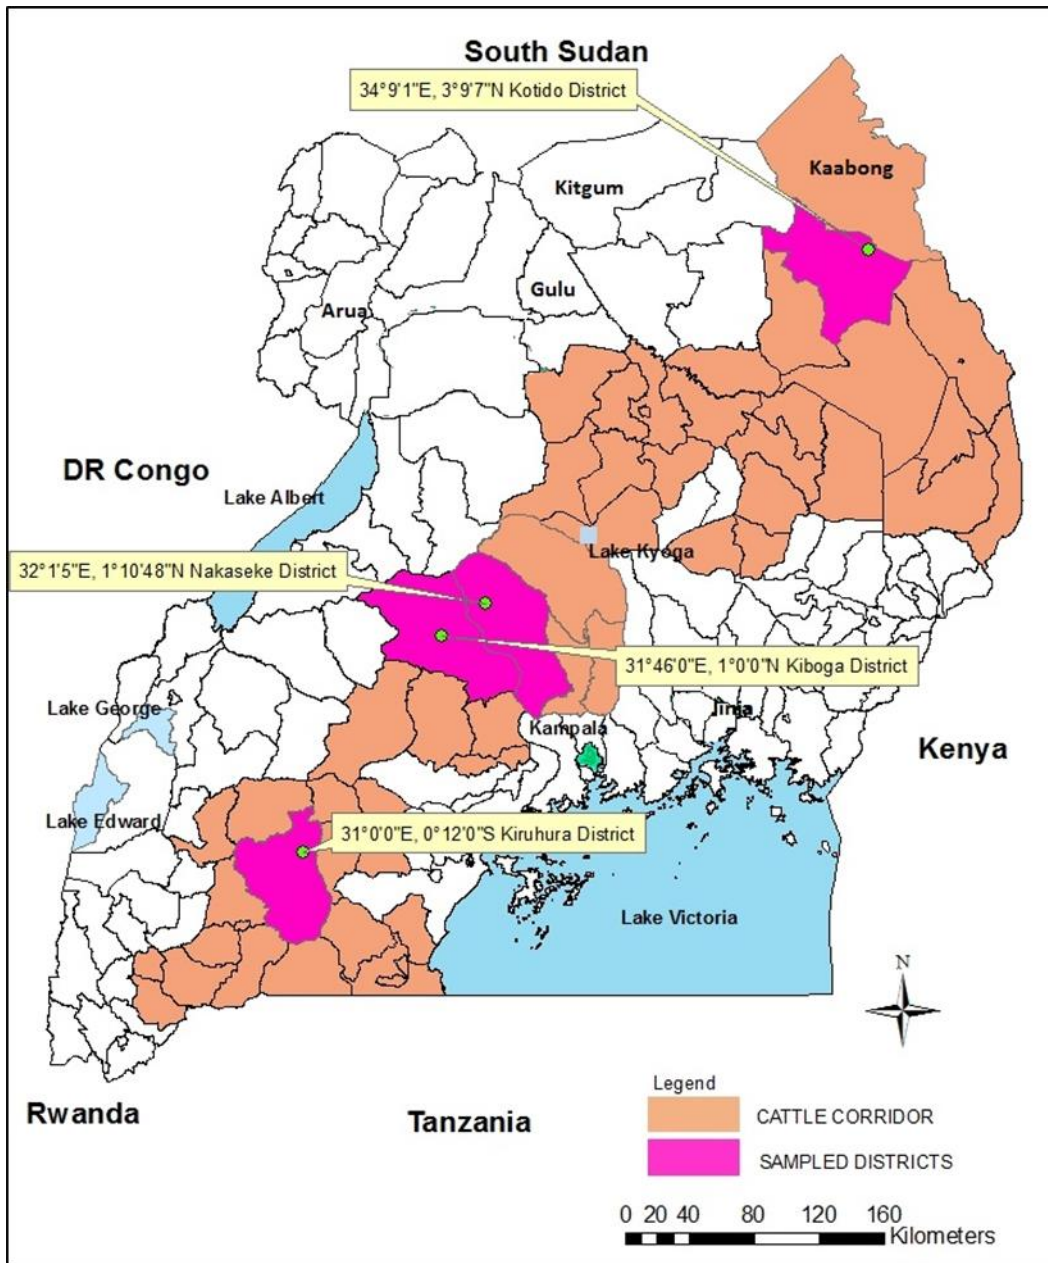 South Sudan
34°9'1"E, 3°9'7"N Kotido District
Kaabong
Kitgum
Gulu
Arua
DR Congo
Lake Albert
Lake Kyoga
32°1'5"E, 1°10'48"N Nakaseke District
31°46'0"E, 1°0'0"N Kiboga District
Lake George
Jinja
Kampala
Kenya
Lake Edward
31°0'0"E, 0°12'0"S Kiruhura District
Lake Victoria
N
Rwanda
Tanzania
Legend
CATTLE CORRIDOR
SAMPLED DISTRICTS
0 20 40 80 120 160
Kilometers